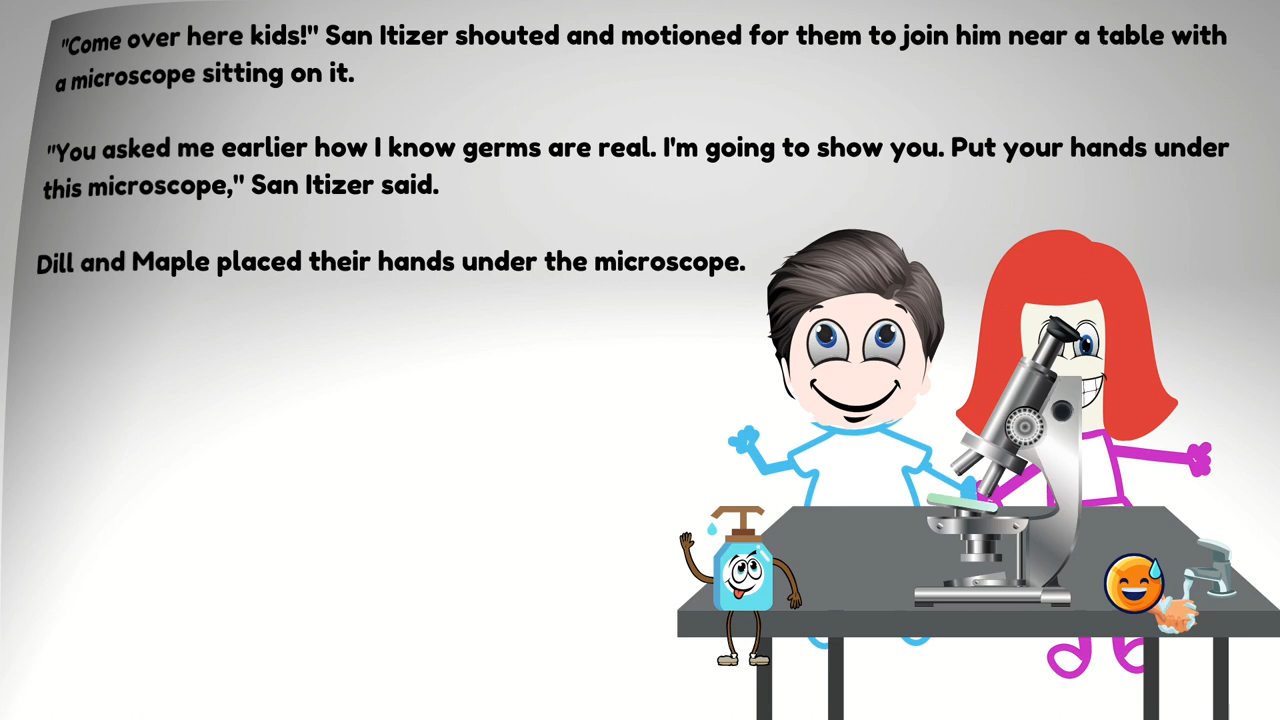 "Come over here kids!" San Itizer shouted and motioned for them to join him near a table with
a microscope sitting on it.
"You asked me earlier how I know germs are real. I'm going to show you. Put your hands under
this microscope," San Itizer said.
Dill and Maple placed their hands under the microscope.